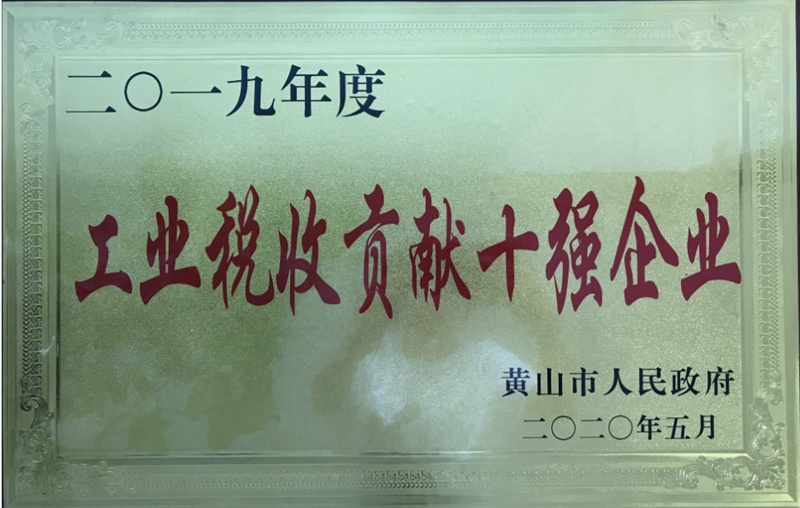 二〇一九年度
工业税收贡献十强企业
黄山市人民政府
二〇二〇年五月